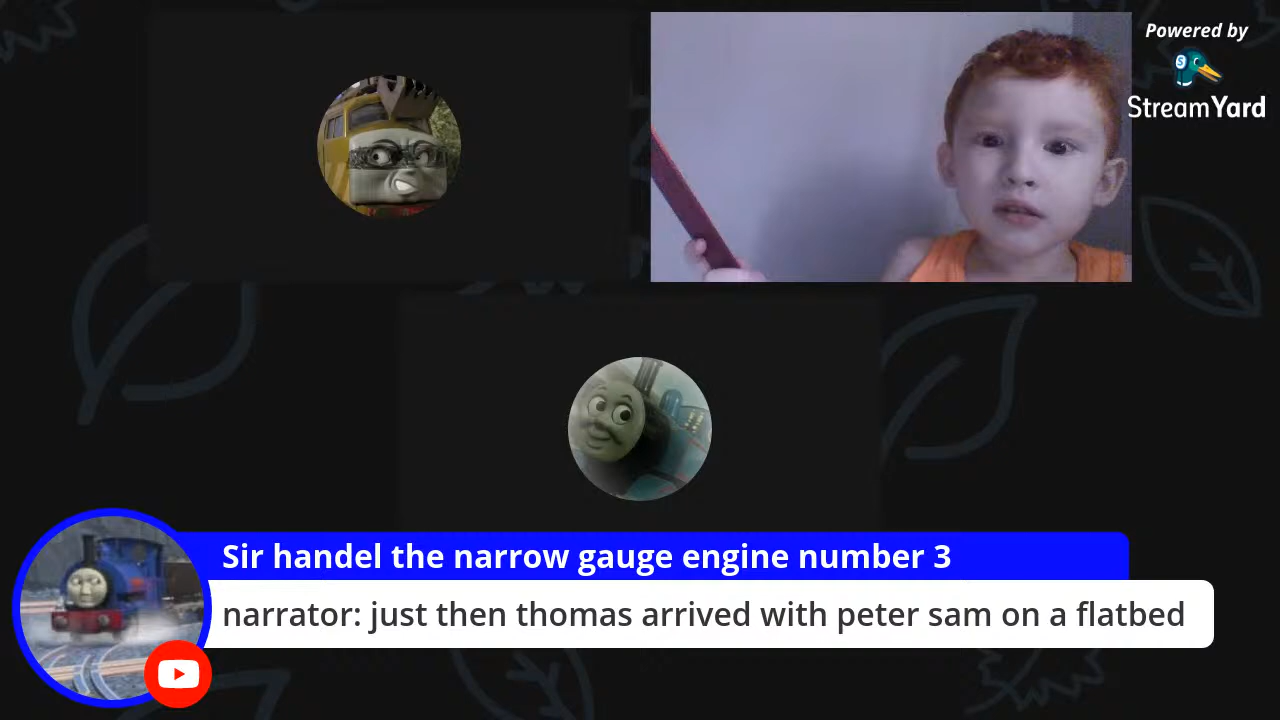 Powered by
StreamYard
Sir handel the narrow gauge engine number 3
narrator: just then thomas arrived with peter sam on a flatbed